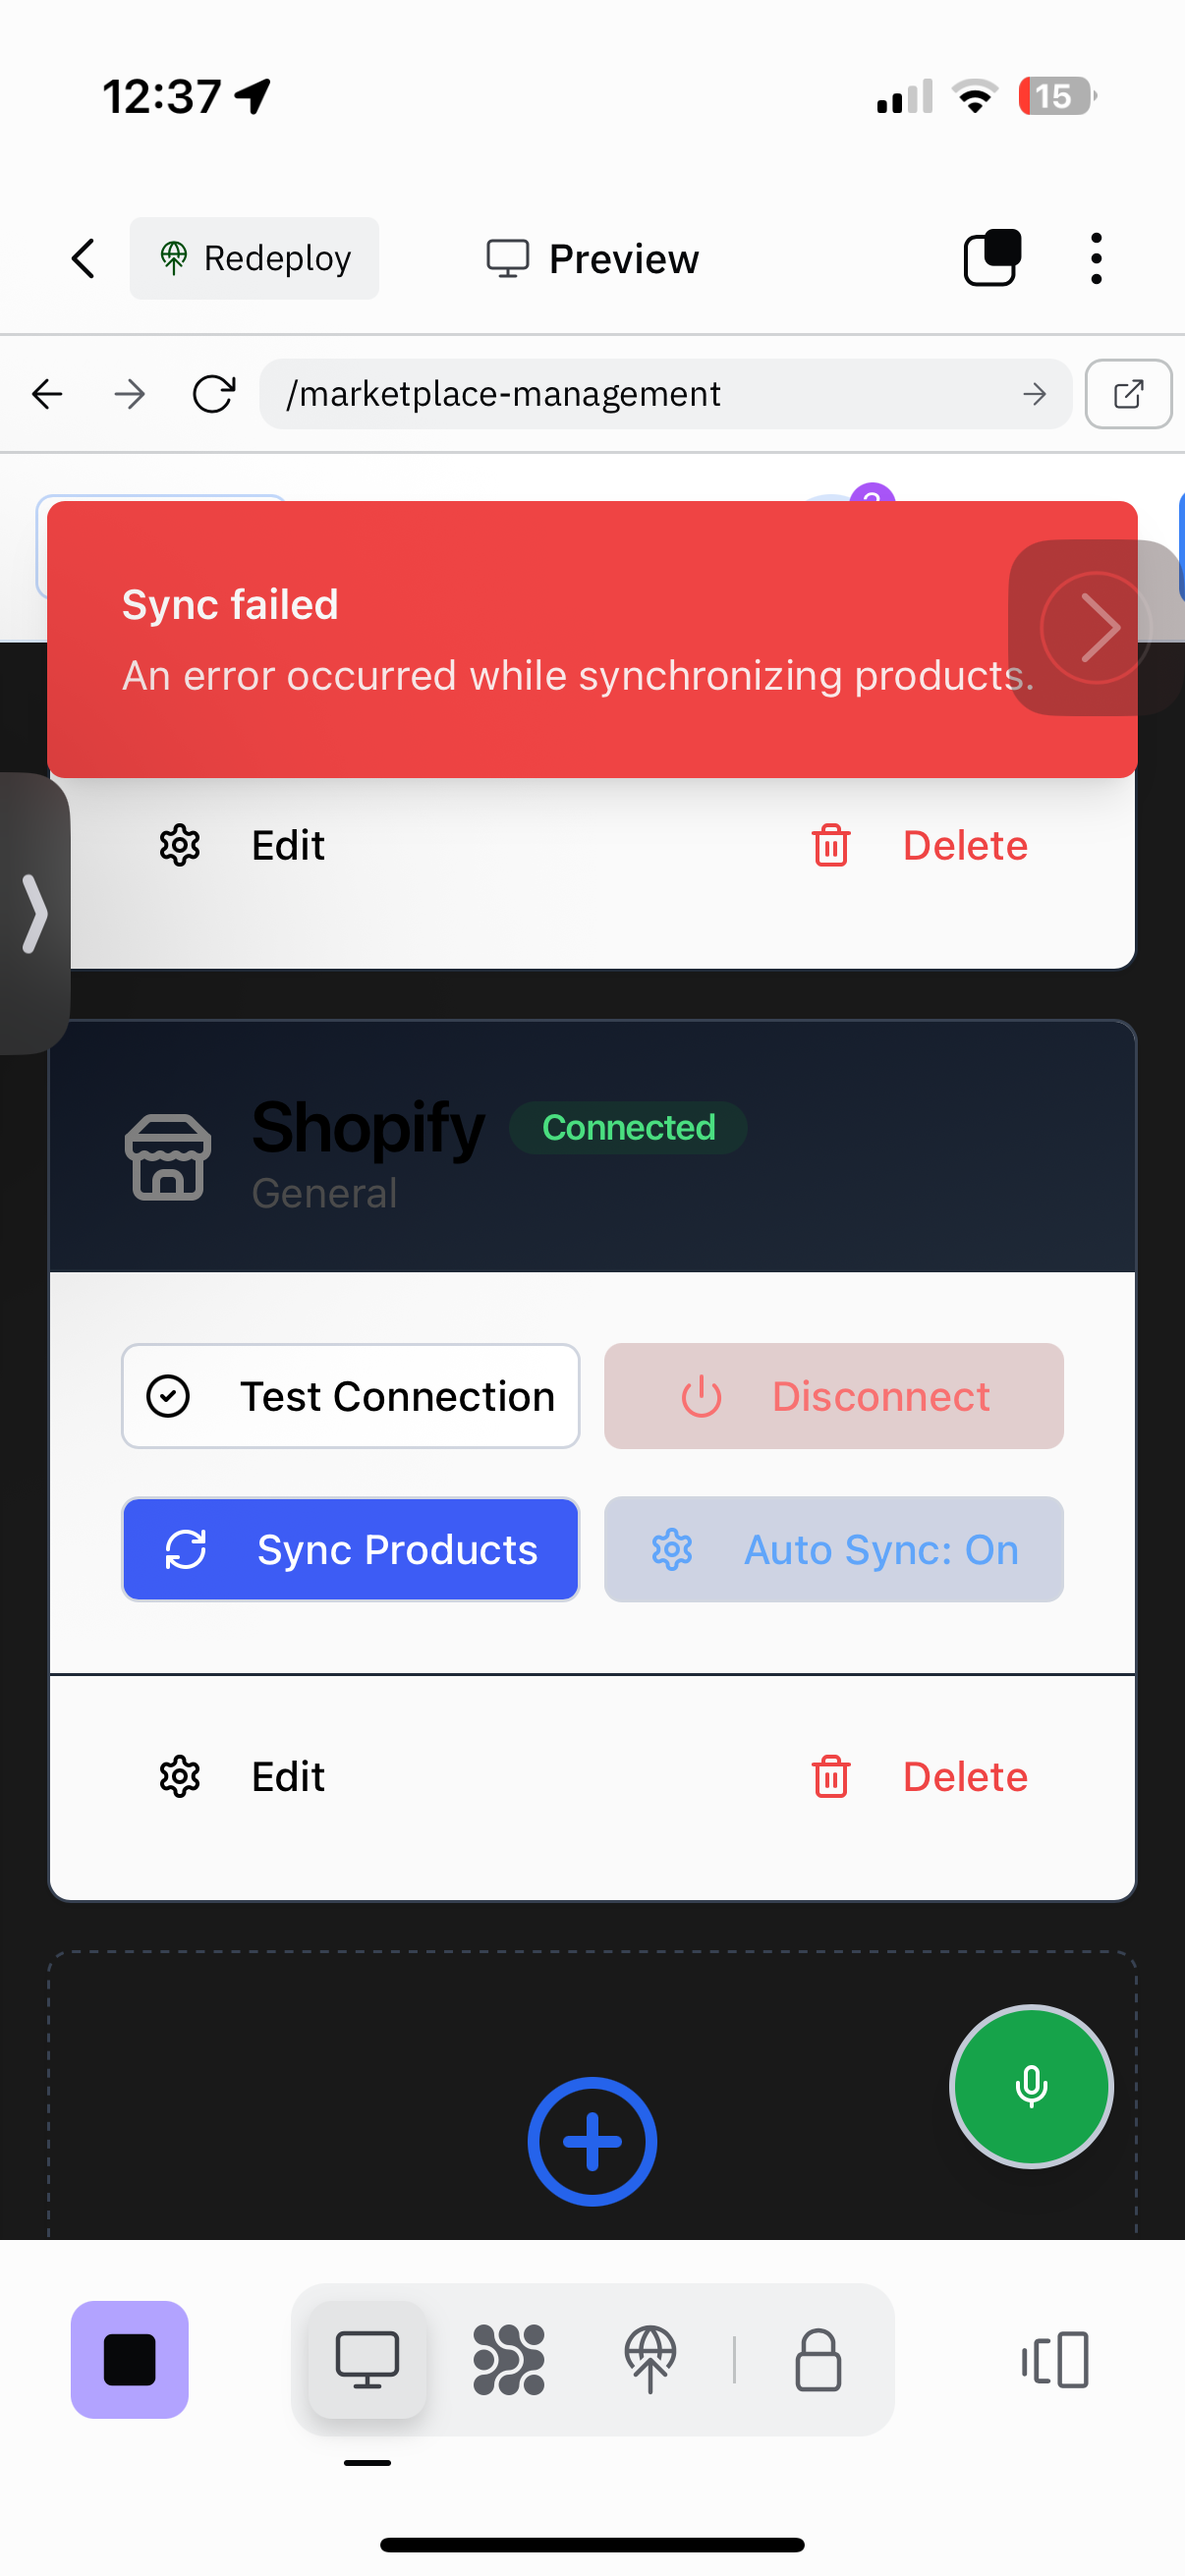 12:37
15
Redeploy
Preview
/marketplace-management
Sync failed
An error occurred while synchronizing products.
Edit
Delete
Shopify
Connected
General
Test Connection
Disconnect
Sync Products
Auto Sync: On
Edit
Delete